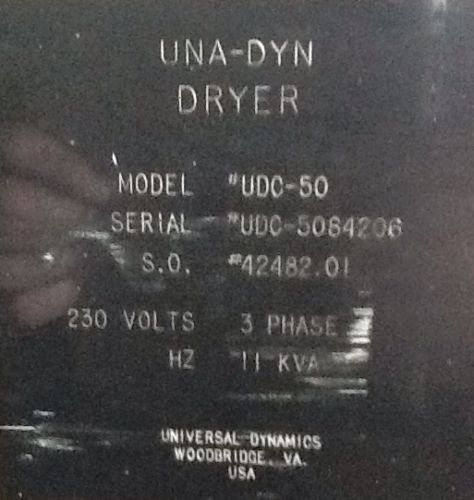 UNA-DYN
DRYER
MODEL #UDC-50
SERIAL #UDC-5084206
S.O. #42482.01
230 VOLTS 3 PHASE
HZ 11 KVA
UNIVERSAL DYNAMICS
WOODBRIDGE, VA.
USA